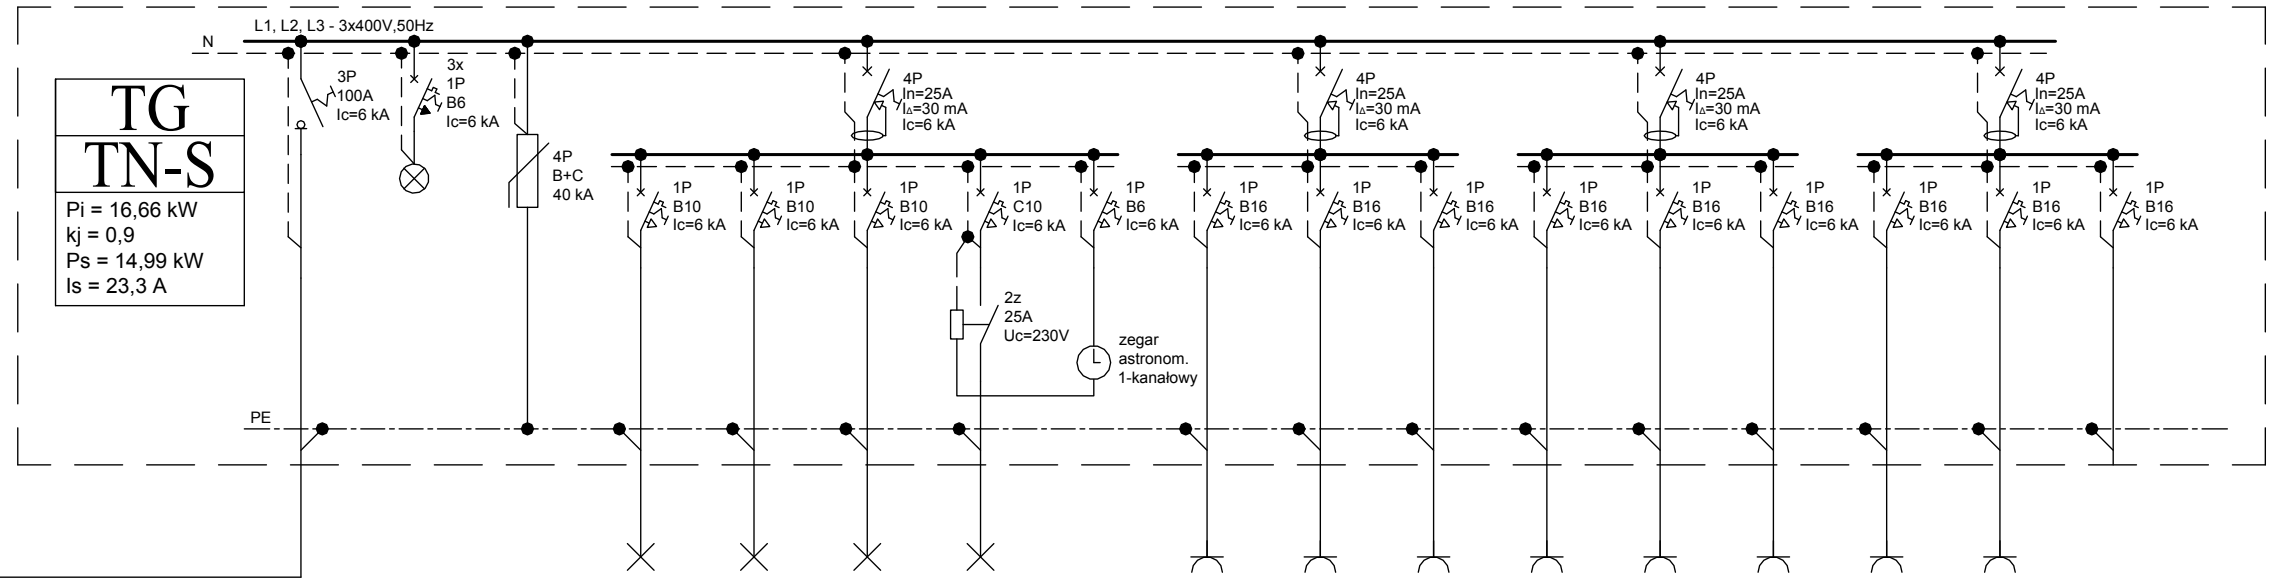 L1, L2, L3 - 3x400V,50Hz
N
TG
TN-S
Pi = 16,66 kW
kj = 0,9
Ps = 14,99 kW
Is = 23,3 A
3P
100A
Ic=6 kA
3x
1P
B6
Ic=6 kA
4P
B+C
40 kA
4P
In=25A
I∆=30 mA
Ic=6 kA
4P
In=25A
I∆=30 mA
Ic=6 kA
4P
In=25A
I∆=30 mA
Ic=6 kA
4P
In=25A
I∆=30 mA
Ic=6 kA
1P
B10
Ic=6 kA
1P
B10
Ic=6 kA
1P
B10
Ic=6 kA
1P
C10
Ic=6 kA
1P
B6
Ic=6 kA
1P
B16
Ic=6 kA
1P
B16
Ic=6 kA
1P
B16
Ic=6 kA
1P
B16
Ic=6 kA
1P
B16
Ic=6 kA
1P
B16
Ic=6 kA
1P
B16
Ic=6 kA
1P
B16
Ic=6 kA
1P
B16
Ic=6 kA
2z
25A
Uc=230V
zegar
astronom.
1-kanałowy
PE